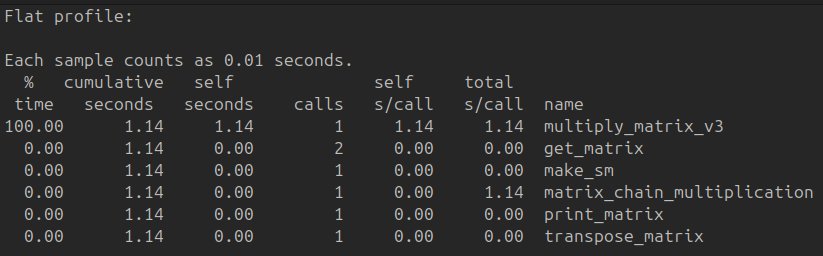 Flat profile:

Each sample counts as 0.01 seconds.
  %   cumulative   self              self     total
 time   seconds   seconds    calls   s/call   s/call  name
100.00      1.14     1.14        1     1.14     1.14  multiply_matrix_v3
  0.00      1.14     0.00        2     0.00     0.00  get_matrix
  0.00      1.14     0.00        1     0.00     0.00  make_sm
  0.00      1.14     0.00        1     0.00     1.14  matrix_chain_multiplication
  0.00      1.14     0.00        1     0.00     0.00  print_matrix
  0.00      1.14     0.00        1     0.00     0.00  transpose_matrix